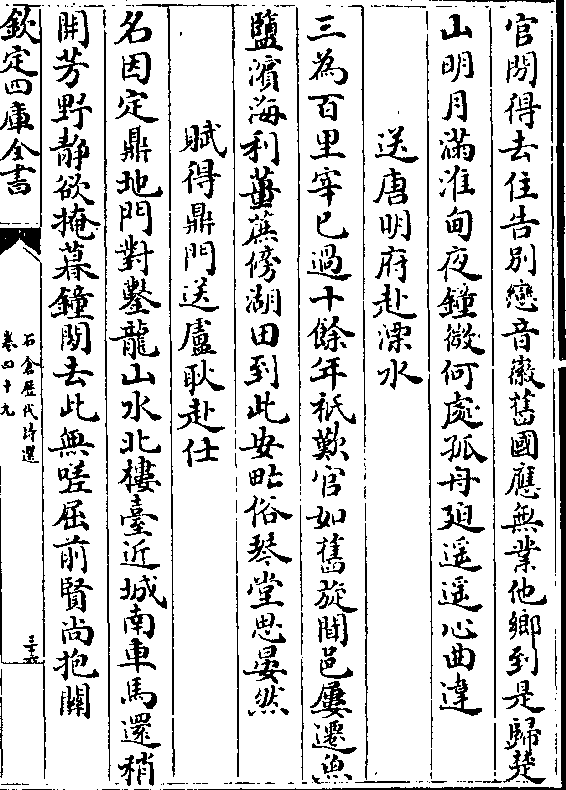 官閒得去住告别戀音徽舊國應無業他鄉到是歸楚
山明月滿淮甸夜鐘微何處孤舟廹遥遥心曲違
送唐明府赴溧水
三為百里宰已過十餘年秪歎官如舊旋聞邑屢遷魚
鹽濱海利薑蔗傍湖田到此安甿俗琴堂思晏然
賦得鼎門送盧耿赴仕
名因定鼎地門對鑿龍山水北樓臺近城南車馬還稍
開芳野靜欲掩暮鐘閒去此無嗟屈前賢尚抱關
欽定四庫全書
石倉歷代詩選
卷四十九
三十六